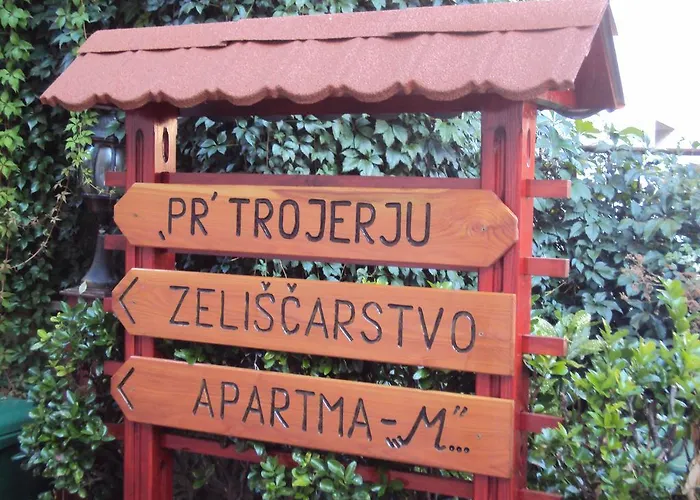 ‚PR' TROJERJU
< ZELIŠČARSTVO
< APARTMA-„M"...